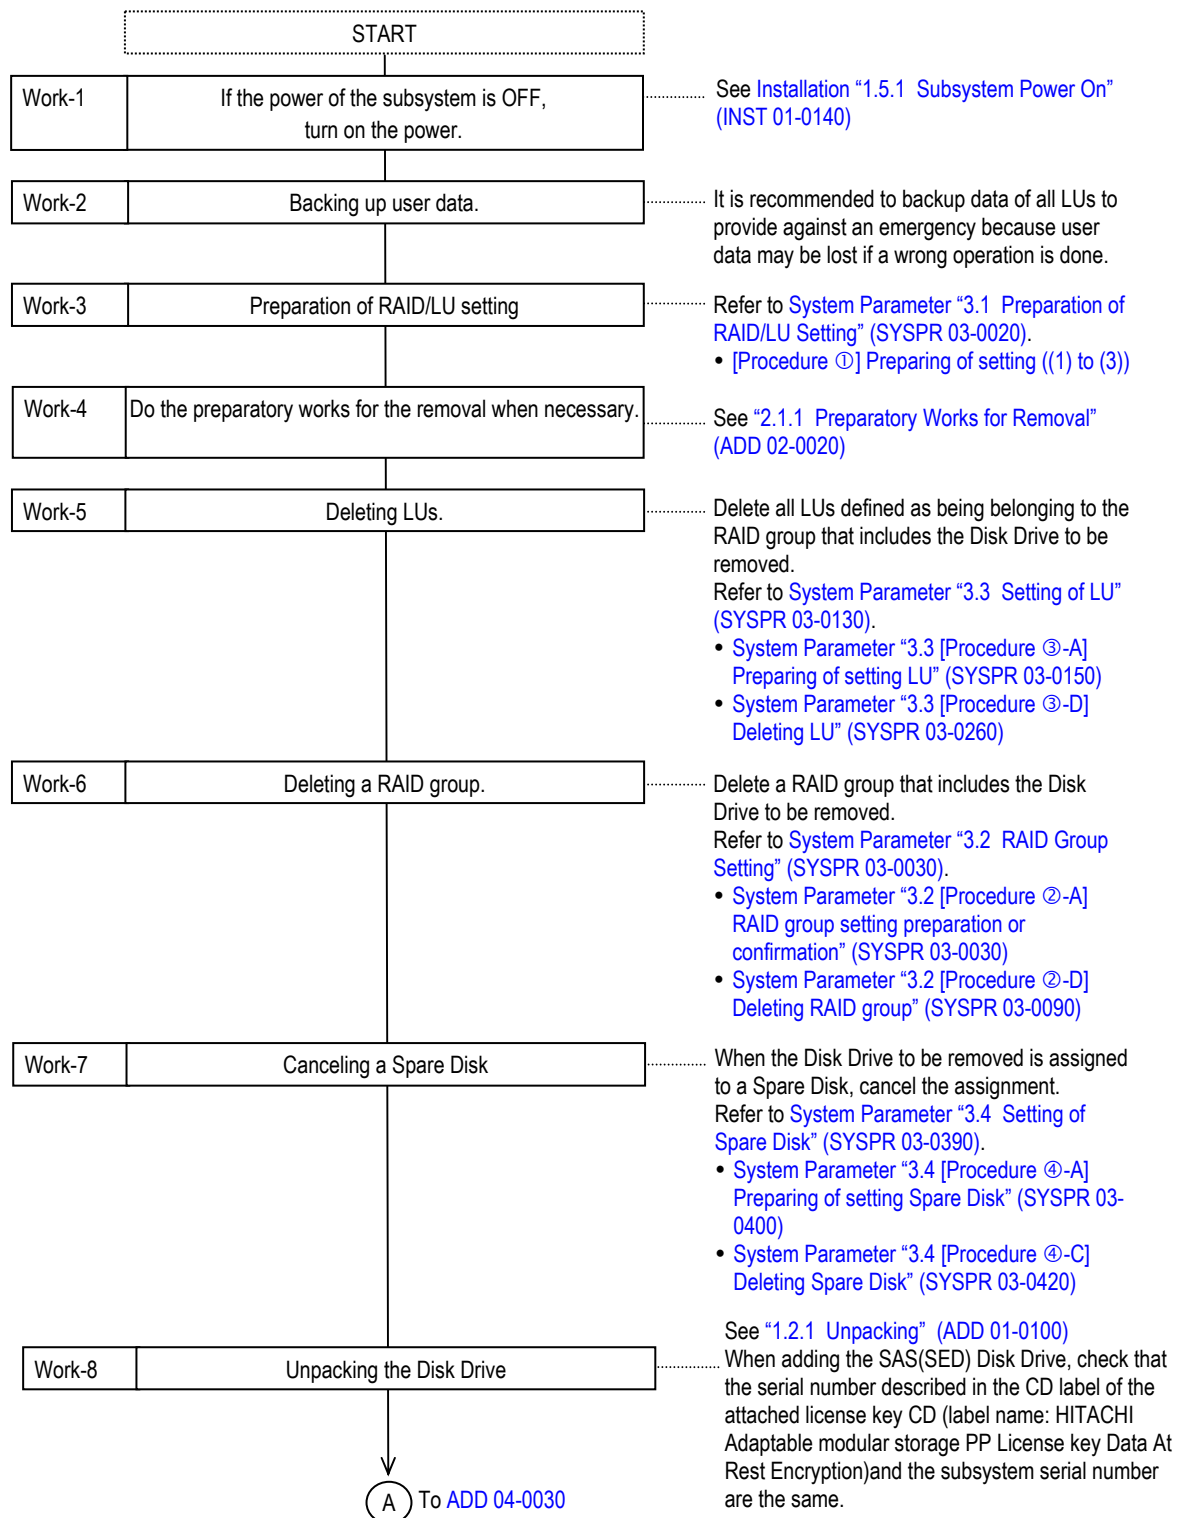 START
Work-1
If the power of the subsystem is OFF,
turn on the power.
See Installation “1.5.1 Subsystem Power On”
(INST 01-0140)
Work-2
Backing up user data.
It is recommended to backup data of all LUs to
provide against an emergency because user
data may be lost if a wrong operation is done.
Work-3
Preparation of RAID/LU setting
Refer to System Parameter “3.1 Preparation of
RAID/LU Setting” (SYSPR 03-0020).
• [Procedure ①] Preparing of setting ((1) to (3))
Work-4
Do the preparatory works for the removal when necessary.
See “2.1.1 Preparatory Works for Removal”
(ADD 02-0020)
Work-5
Deleting LUs.
Delete all LUs defined as being belonging to the
RAID group that includes the Disk Drive to be
removed.
Refer to System Parameter “3.3 Setting of LU”
(SYSPR 03-0130).
• System Parameter “3.3 [Procedure ③-A]
Preparing of setting LU” (SYSPR 03-0150)
• System Parameter “3.3 [Procedure ③-D]
Deleting LU” (SYSPR 03-0260)
Work-6
Deleting a RAID group.
Delete a RAID group that includes the Disk
Drive to be removed.
Refer to System Parameter “3.2 RAID Group
Setting” (SYSPR 03-0030).
• System Parameter “3.2 [Procedure ②-A]
RAID group setting preparation or
confirmation” (SYSPR 03-0030)
• System Parameter “3.2 [Procedure ②-D]
Deleting RAID group” (SYSPR 03-0090)
Work-7
Canceling a Spare Disk
When the Disk Drive to be removed is assigned
to a Spare Disk, cancel the assignment.
Refer to System Parameter “3.4 Setting of
Spare Disk” (SYSPR 03-0390).
• System Parameter “3.4 [Procedure ④-A]
Preparing of setting Spare Disk” (SYSPR 03-
0400)
• System Parameter “3.4 [Procedure ④-C]
Deleting Spare Disk” (SYSPR 03-0420)
Work-8
Unpacking the Disk Drive
See “1.2.1 Unpacking” (ADD 01-0100)
When adding the SAS(SED) Disk Drive, check that
the serial number described in the CD label of the
attached license key CD (label name: HITACHI
Adaptable modular storage PP License key Data At
Rest Encryption)and the subsystem serial number
are the same.
A To ADD 04-0030